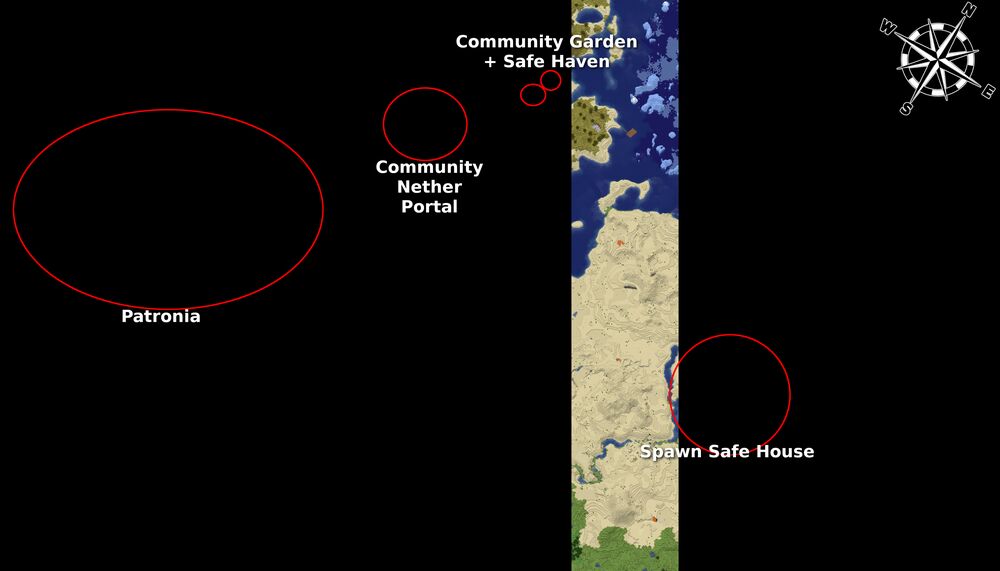 N
W
Community Garden
+ Safe Haven
E
S
Community
Nether
Portal
Patronia
Spawn Safe House